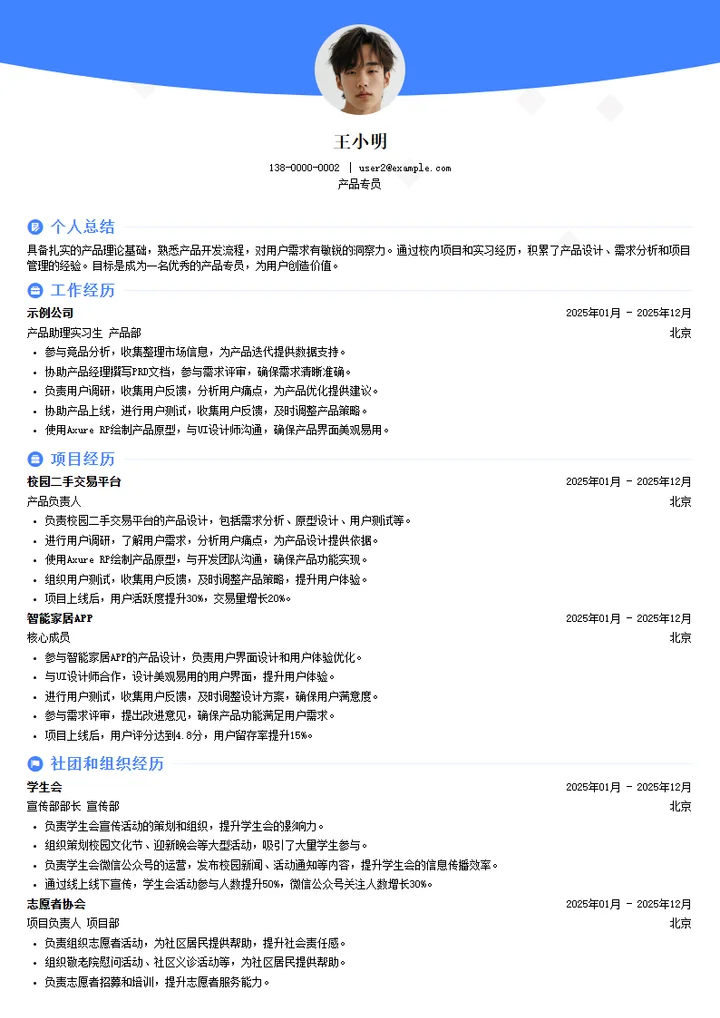 王小明
138-0000-0002 | user2@example.com
产品专员
个人总结
具备扎实的产品理论基础，熟悉产品开发流程，对用户需求有敏锐的洞察力。通过校内项目和实习经历，积累了产品设计、需求分析和项目
管理的经验。目标是成为一名优秀的产品专员，为用户创造价值。
工作经历
示例公司 2025年01月 - 2025年12月
产品助理实习生 产品部 北京
• 参与竞品分析，收集整理市场信息，为产品迭代提供数据支持。
• 协助产品经理撰写PRD文档，参与需求评审，确保需求清晰准确。
• 负责用户调研，收集用户反馈，分析用户痛点，为产品优化提供建议。
• 协助产品上线，进行用户测试，收集用户反馈，及时调整产品策略。
• 使用Axure RP绘制产品原型，与UI设计师沟通，确保产品界面美观易用。
项目经历
校园二手交易平台 2025年01月 - 2025年12月
产品负责人 北京
• 负责校园二手交易平台的产品设计，包括需求分析、原型设计、用户测试等。
• 进行用户调研，了解用户需求，分析用户痛点，为产品设计提供依据。
• 使用Axure RP绘制产品原型，与开发团队沟通，确保产品功能实现。
• 组织用户测试，收集用户反馈，及时调整产品策略，提升用户体验。
• 项目上线后，用户活跃度提升30%，交易量增长20%。
智能家居APP 2025年01月 - 2025年12月
核心成员 北京
• 参与智能家居APP的产品设计，负责用户界面设计和用户体验优化。
• 与UI设计师合作，设计美观易用的用户界面，提升用户体验。
• 进行用户测试，收集用户反馈，及时调整设计方案，确保用户满意度。
• 参与需求评审，提出改进意见，确保产品功能满足用户需求。
• 项目上线后，用户评分达到4.8分，用户留存率提升15%。
社团和组织经历
学生会 2025年01月 - 2025年12月
宣传部部长 宣传部 北京
• 负责学生会宣传活动的策划和组织，提升学生会的影响力。
• 组织策划校园文化节、迎新晚会等大型活动，吸引了大量学生参与。
• 负责学生会微信公众号的运营，发布校园新闻、活动通知等内容，提升学生会的信息传播效率。
• 通过线上线下宣传，学生会活动参与人数提升50%，微信公众号关注人数增长30%。
志愿者协会 2025年01月 - 2025年12月
项目负责人 项目部 北京
• 负责组织志愿者活动，为社区居民提供帮助，提升社会责任感。
• 组织敬老院慰问活动、社区义诊活动等，为社区居民提供帮助。
• 负责志愿者招募和培训，提升志愿者服务能力。